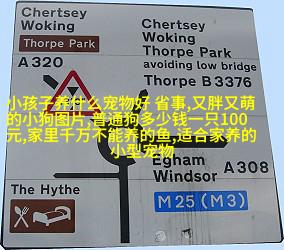 Chertsey
Woking
Thorpe Park
A320
Chertsey
Woking
Thorpe Park
avoiding low bridge
Thorpe B3376
小孩子养什么宠物好 省事,又胖又萌
的小狗图片,普通狗多少钱一只100
元,家里千万不能养的鱼,适合家养的
小型宠物
The Hythe
Egham
Windsor
A308
M25 (M3)